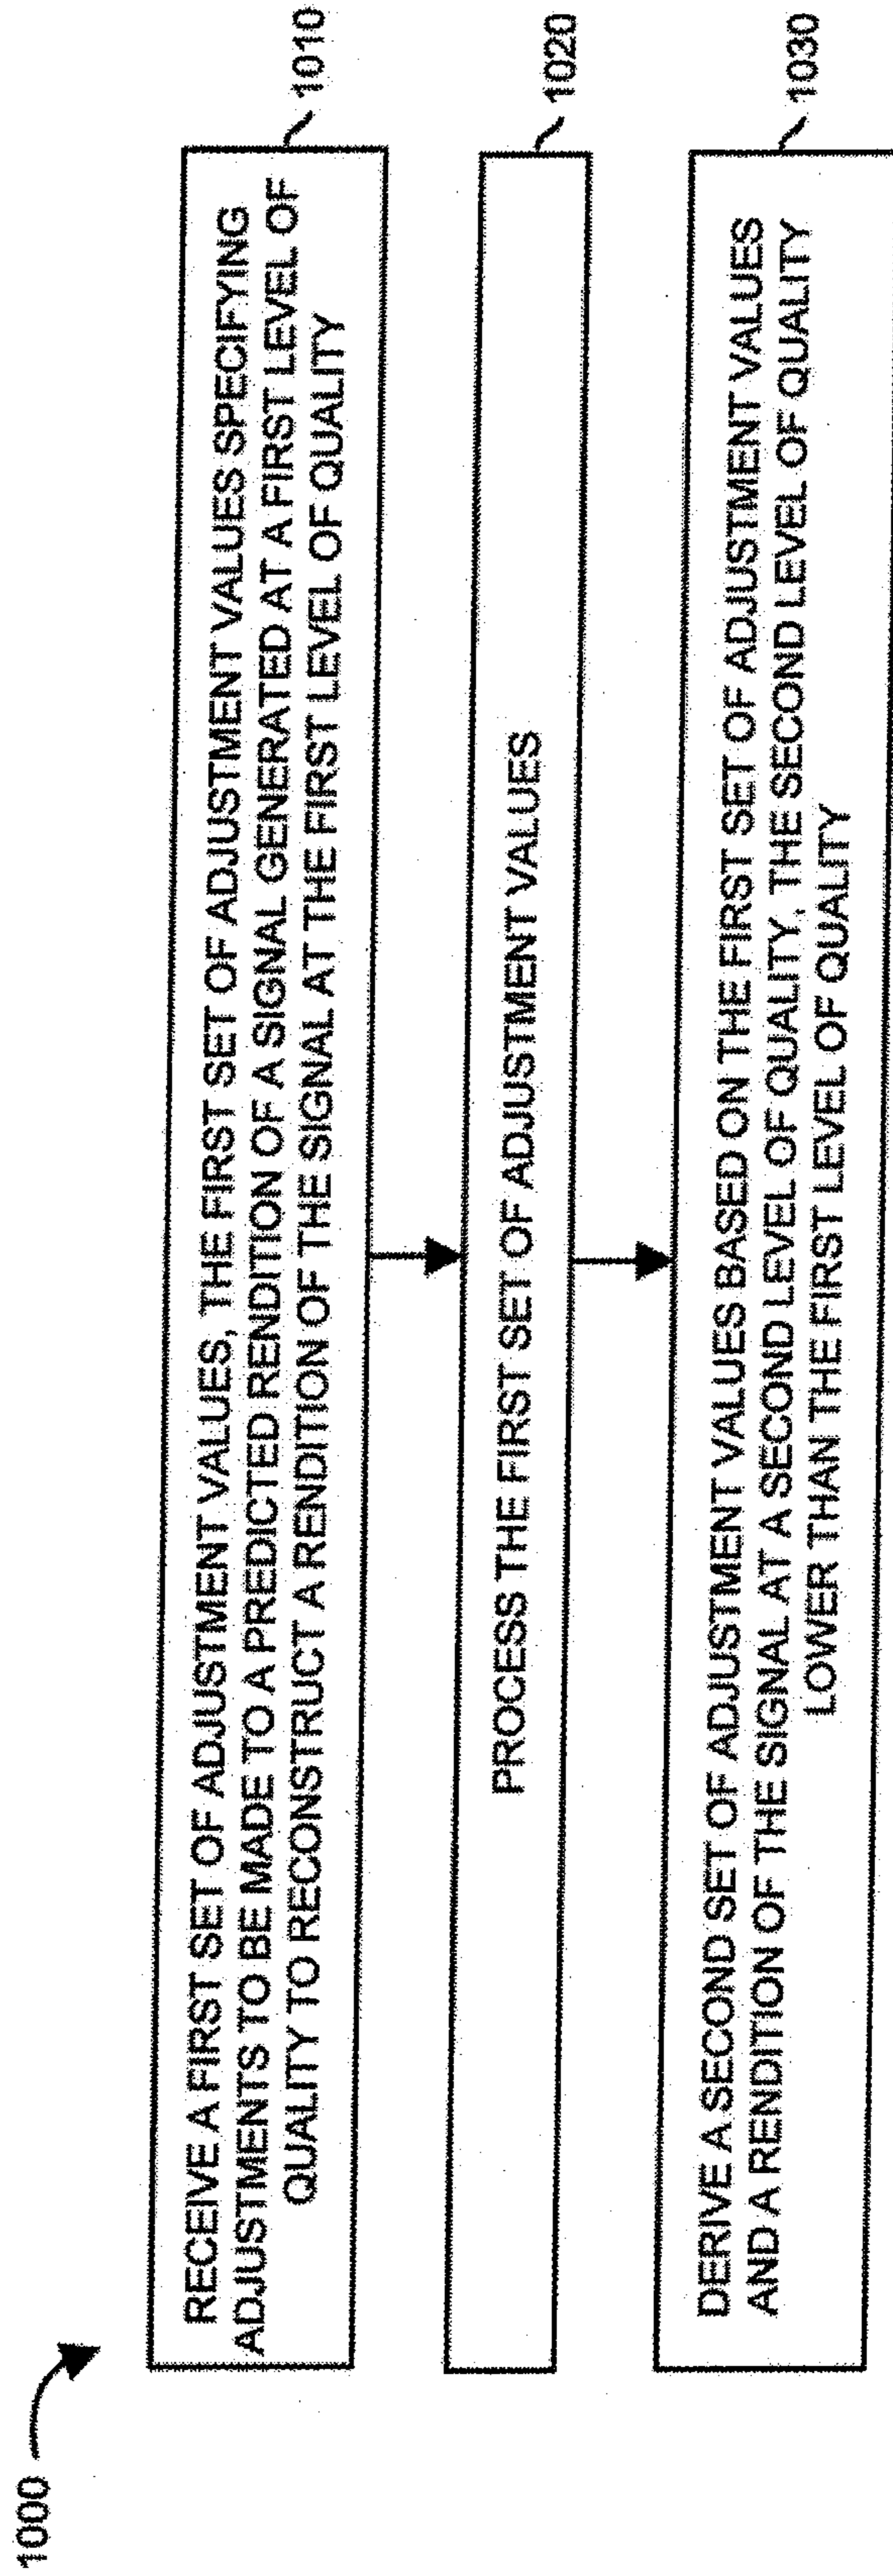 1000
RECEIVE A FIRST SET OF ADJUSTMENT VALUES, THE FIRST SET OF ADJUSTMENT VALUES SPECIFYING
ADJUSTMENTS TO BE MADE TO A PREDICTED RENDITION OF A SIGNAL GENERATED AT A FIRST LEVEL OF
QUALITY TO RECONSTRUCT A RENDITION OF THE SIGNAL AT THE FIRST LEVEL OF QUALITY
1010
PROCESS THE FIRST SET OF ADJUSTMENT VALUES
1020
DERIVE A SECOND SET OF ADJUSTMENT VALUES BASED ON THE FIRST SET OF ADJUSTMENT VALUES
AND A RENDITION OF THE SIGNAL AT A SECOND LEVEL OF QUALITY, THE SECOND LEVEL OF QUALITY
LOWER THAN THE FIRST LEVEL OF QUALITY
1030